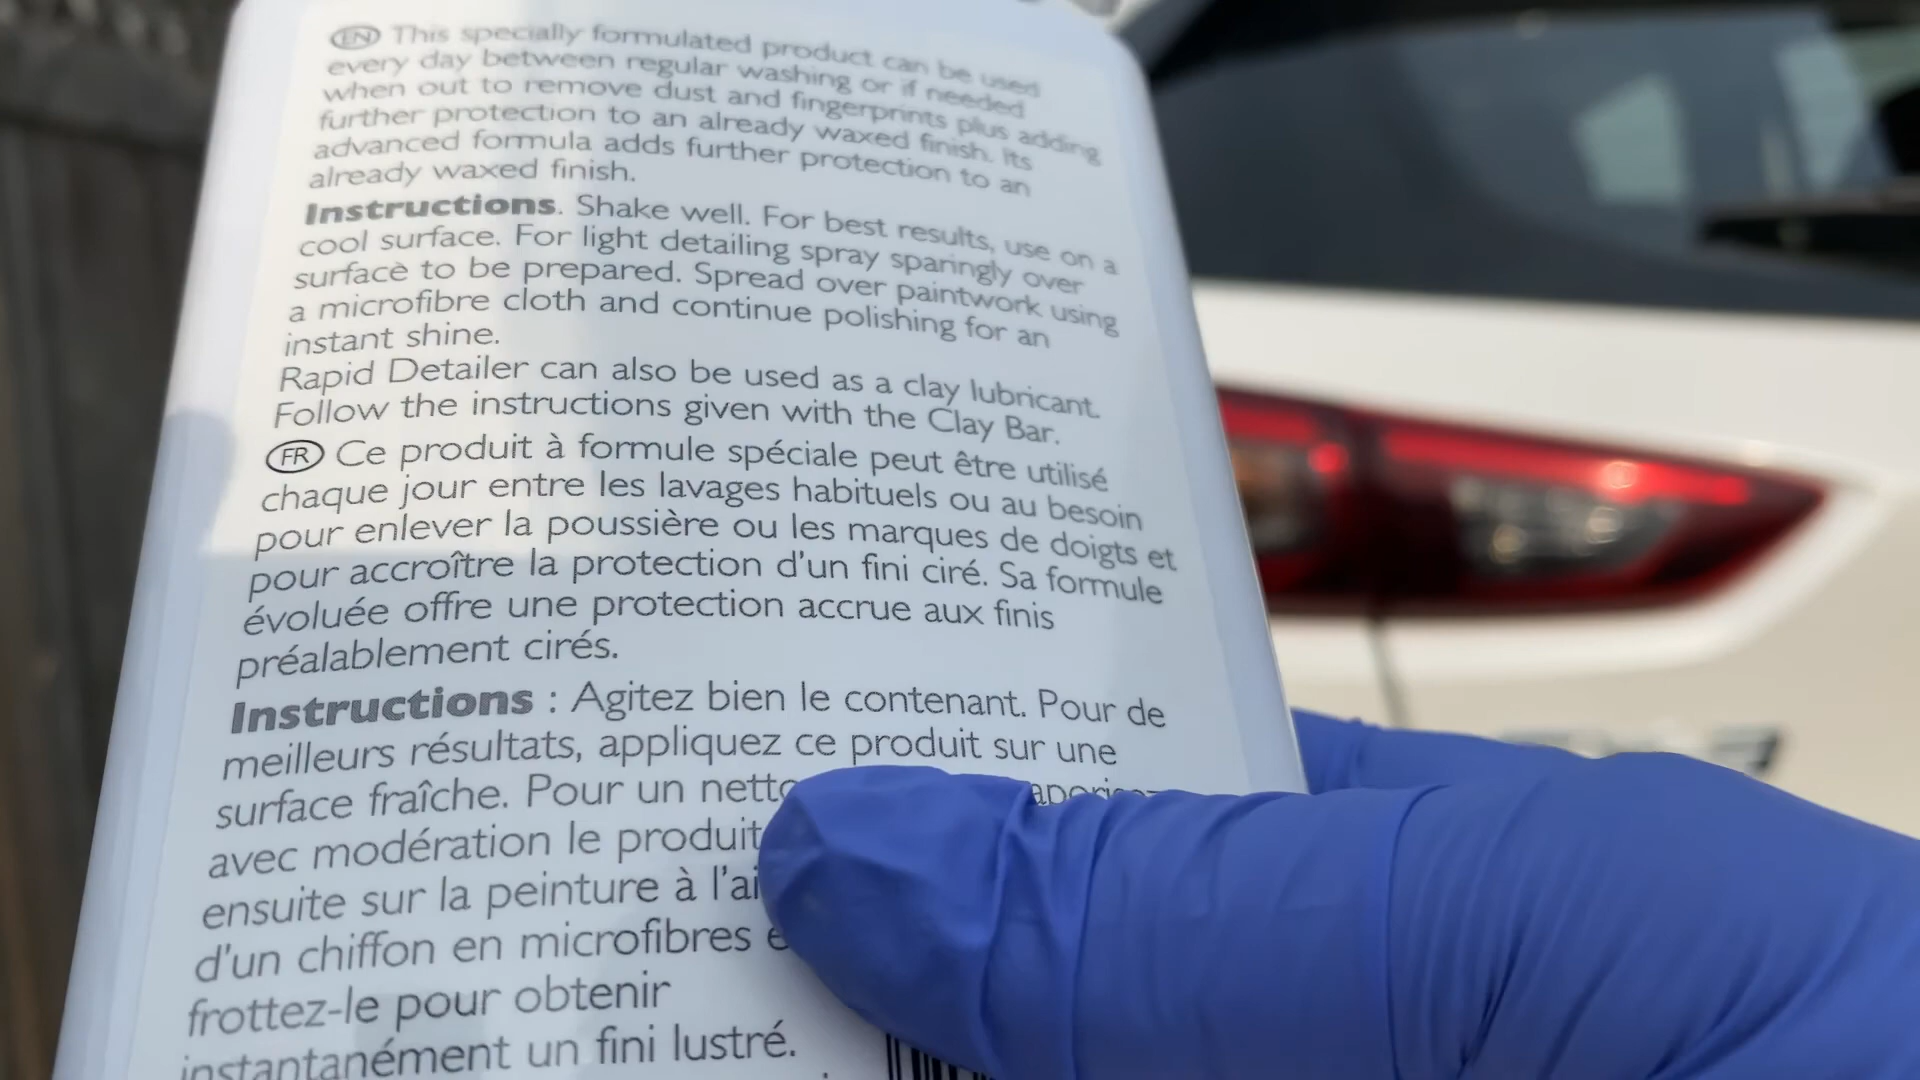 EN This specially formulated product can be used
every day between regular washing or if needed
when out to remove dust and fingerprints plus adding
further protection to an already waxed finish. Its
advanced formula adds further protection to an
already waxed finish.
Instructions. Shake well. For best results, use on a
cool surface. For light detailing spray sparingly over
surface to be prepared. Spread over paintwork using
a microfibre cloth and continue polishing for an
instant shine.
Rapid Detailer can also be used as a clay lubricant.
Follow the instructions given with the Clay Bar.
FR Ce produit à formule spéciale peut être utilisé
chaque jour entre les lavages habituels ou au besoin
pour enlever la poussière ou les marques de doigts et
pour accroître la protection d'un fini ciré. Sa formule
évoluée offre une protection accrue aux finis
préalablement cirés.
Instructions : Agitez bien le contenant. Pour de
meilleurs résultats, appliquez ce produit sur une
surface fraîche. Pour un
avec modération le produit
ensuite sur la peinture à
d'un chiffon en microfibres
frottez-le pour obtenir
instantanément un fini lustré.